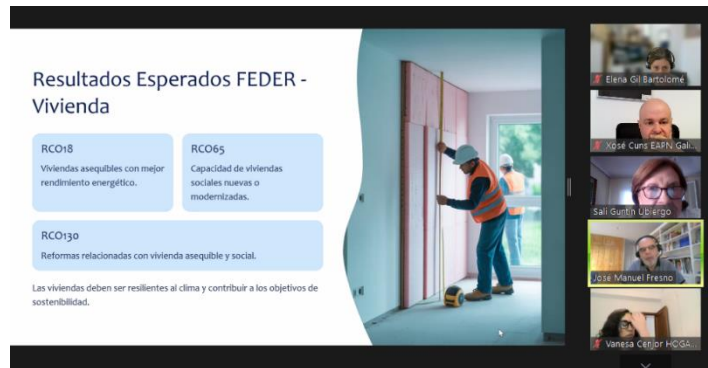 Resultados Esperados FEDER -
Vivienda
RCO18
Viviendas asequibles con mejor
rendimiento energético.
RCO65
Capacidad de viviendas
sociales nuevas o
modernizadas.
RCO130
Reformas relacionadas con vivienda
asequible y social.
Las viviendas deben ser resilientes al clima y contribuir a los objetivos de
sostenibilidad.
Elena Gil Bartolomé
Xosé Cuns EAPN Gali...
Sali Guntin Ubiergo
José Manuel Fresno
Vanesa Cenjor HOGA...